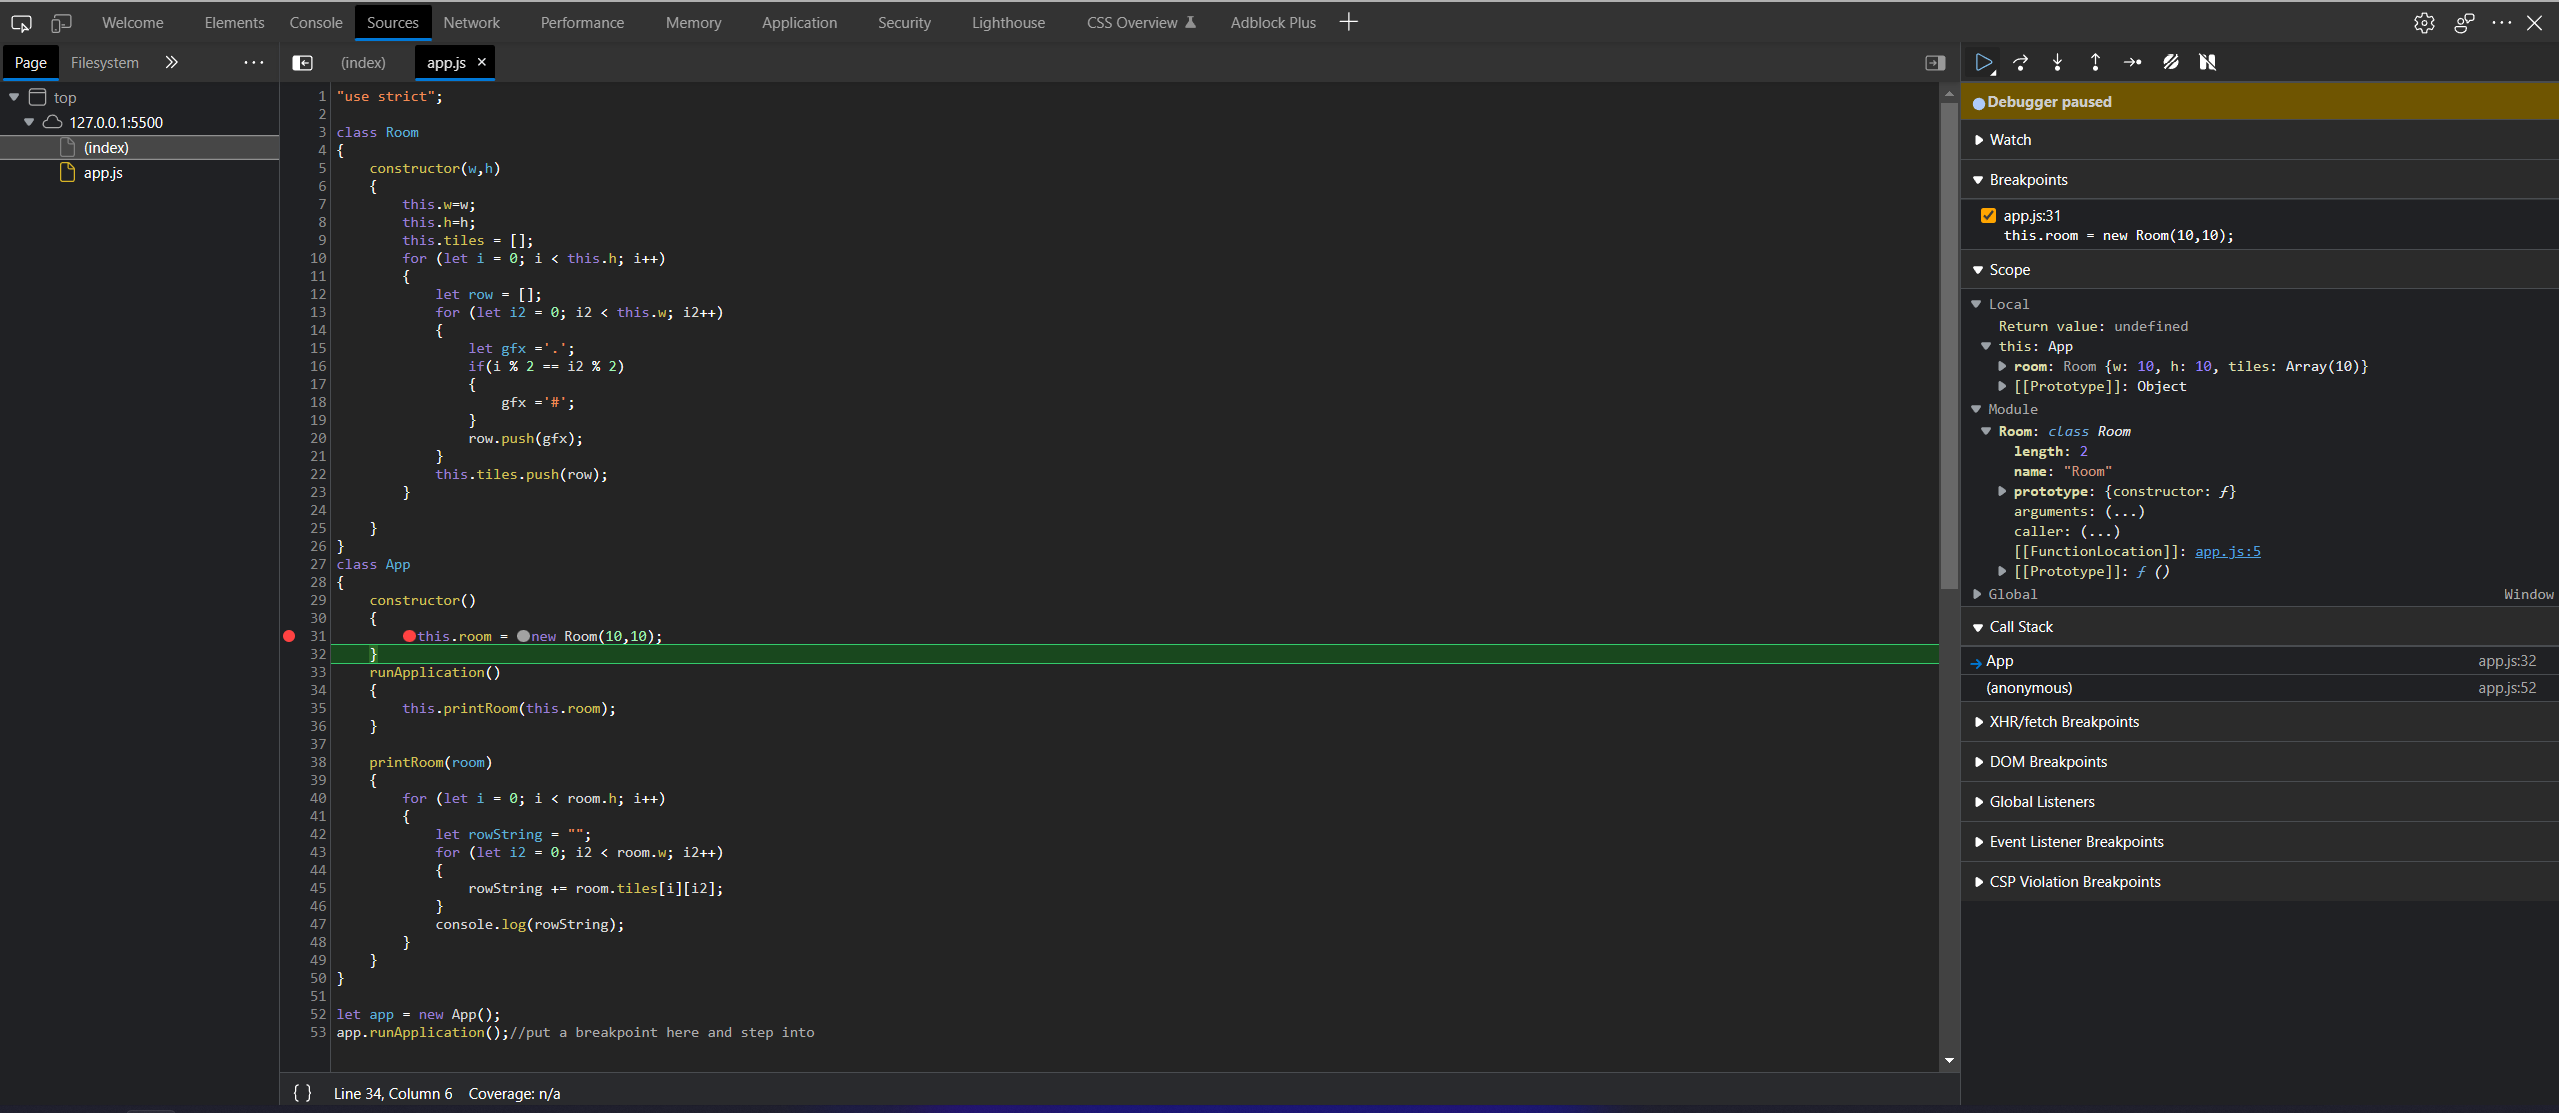 Welcome Elements Console Sources Network Performance Memory Application Security Lighthouse CSS Overview Adblock Plus
Page Filesystem
top
127.0.0.1:5500
(index)
app.js
(index) app.js
1 "use strict";
2
3 class Room
4 {
5 constructor(w,h)
6 {
7 this.w=w;
8 this.h=h;
9 this.tiles = [];
10 for (let i = 0; i < this.h; i++)
11 {
12 let row = [];
13 for (let i2 = 0; i2 < this.w; i2++)
14 {
15 let gfx ='.';
16 if(i % 2 == i2 % 2)
17 {
18 gfx ='#';
19 }
20 row.push(gfx);
21 }
22 this.tiles.push(row);
23 }
24
25 }
26 }
27 class App
28 {
29 constructor()
30 {
31 this.room = new Room(10,10);
32 }
33 runApplication()
34 {
35 this.printRoom(this.room);
36 }
37
38 printRoom(room)
39 {
40 for (let i = 0; i < room.h; i++)
41 {
42 let rowString = "";
43 for (let i2 = 0; i2 < room.w; i2++)
44 {
45 rowString += room.tiles[i][i2];
46 }
47 console.log(rowString);
48 }
49 }
50 }
51
52 let app = new App();
53 app.runApplication();//put a breakpoint here and step into
{ } Line 34, Column 6 Coverage: n/a
Debugger paused
Watch
Breakpoints
app.js:31
this.room = new Room(10,10);
Scope
Local
Return value: undefined
this: App
room: Room {w: 10, h: 10, tiles: Array(10)}
[[Prototype]]: Object
Module
Room: class Room
length: 2
name: "Room"
prototype: {constructor: ƒ}
arguments: (...)
caller: (...)
[[FunctionLocation]]: app.js:5
[[Prototype]]: ƒ ()
Global Window
Call Stack
App app.js:32
(anonymous) app.js:52
XHR/fetch Breakpoints
DOM Breakpoints
Global Listeners
Event Listener Breakpoints
CSP Violation Breakpoints